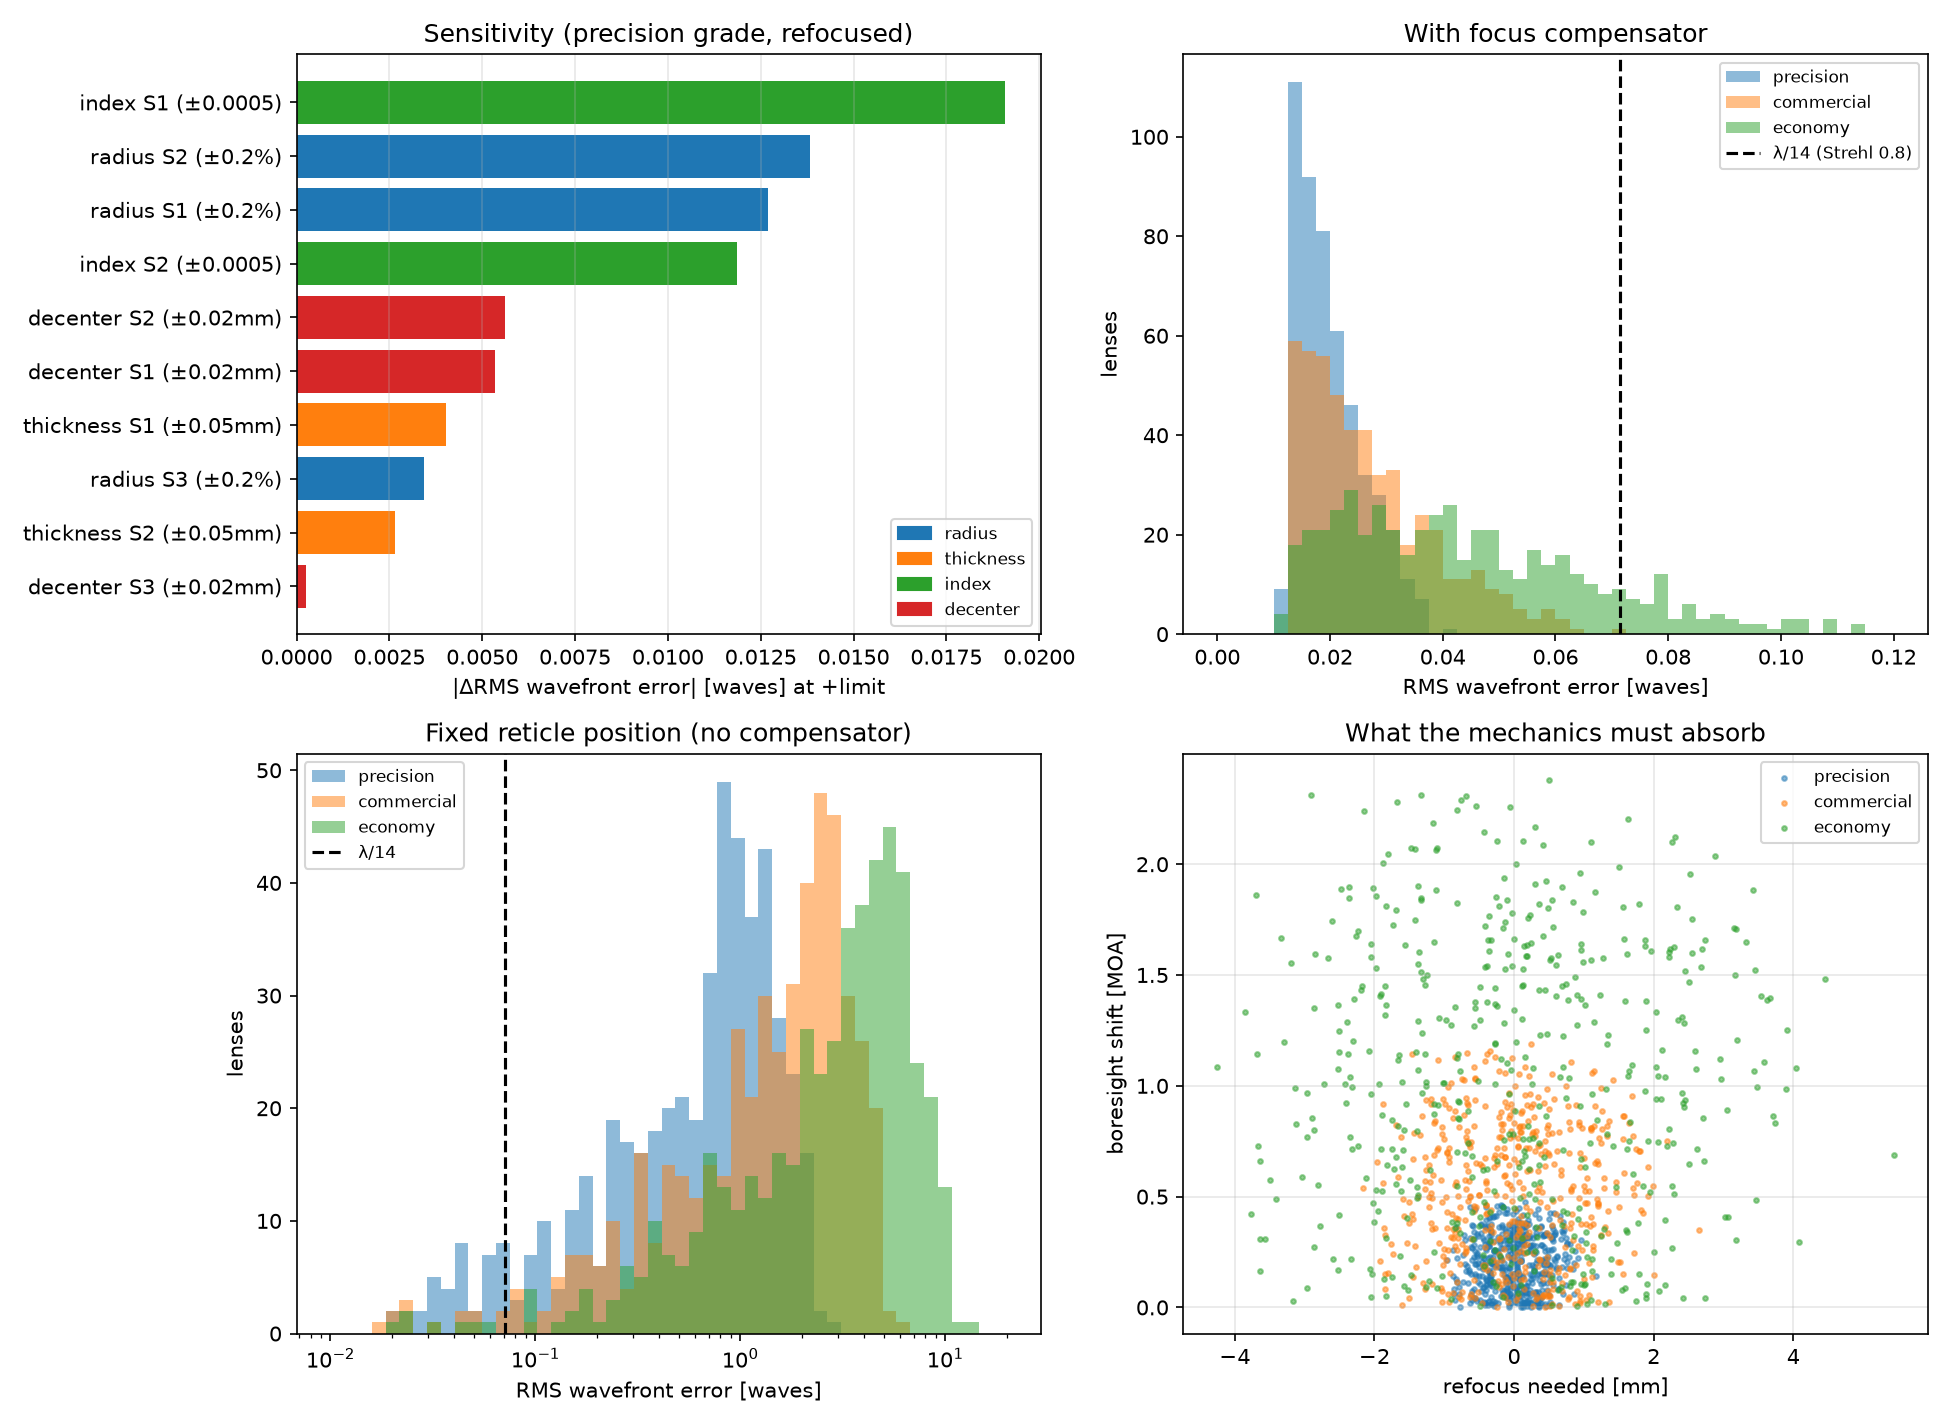 Sensitivity (precision grade, refocused)
index S1 (±0.0005)
radius S2 (±0.2%)
radius S1 (±0.2%)
index S2 (±0.0005)
decenter S2 (±0.02mm)
decenter S1 (±0.02mm)
thickness S1 (±0.05mm)
radius S3 (±0.2%)
thickness S2 (±0.05mm)
decenter S3 (±0.02mm)
radius
thickness
index
decenter
0.0000 0.0025 0.0050 0.0075 0.0100 0.0125 0.0150 0.0175 0.0200
|ΔRMS wavefront error| [waves] at +limit
With focus compensator
precision
commercial
economy
λ/14 (Strehl 0.8)
100
80
60
40
20
0
lenses
0.00 0.02 0.04 0.06 0.08 0.10 0.12
RMS wavefront error [waves]
Fixed reticle position (no compensator)
precision
commercial
economy
λ/14
50
40
30
20
10
0
lenses
10⁻² 10⁻¹ 10⁰ 10¹
RMS wavefront error [waves]
What the mechanics must absorb
precision
commercial
economy
2.0
1.5
1.0
0.5
0.0
boresight shift [MOA]
−4 −2 0 2 4
refocus needed [mm]